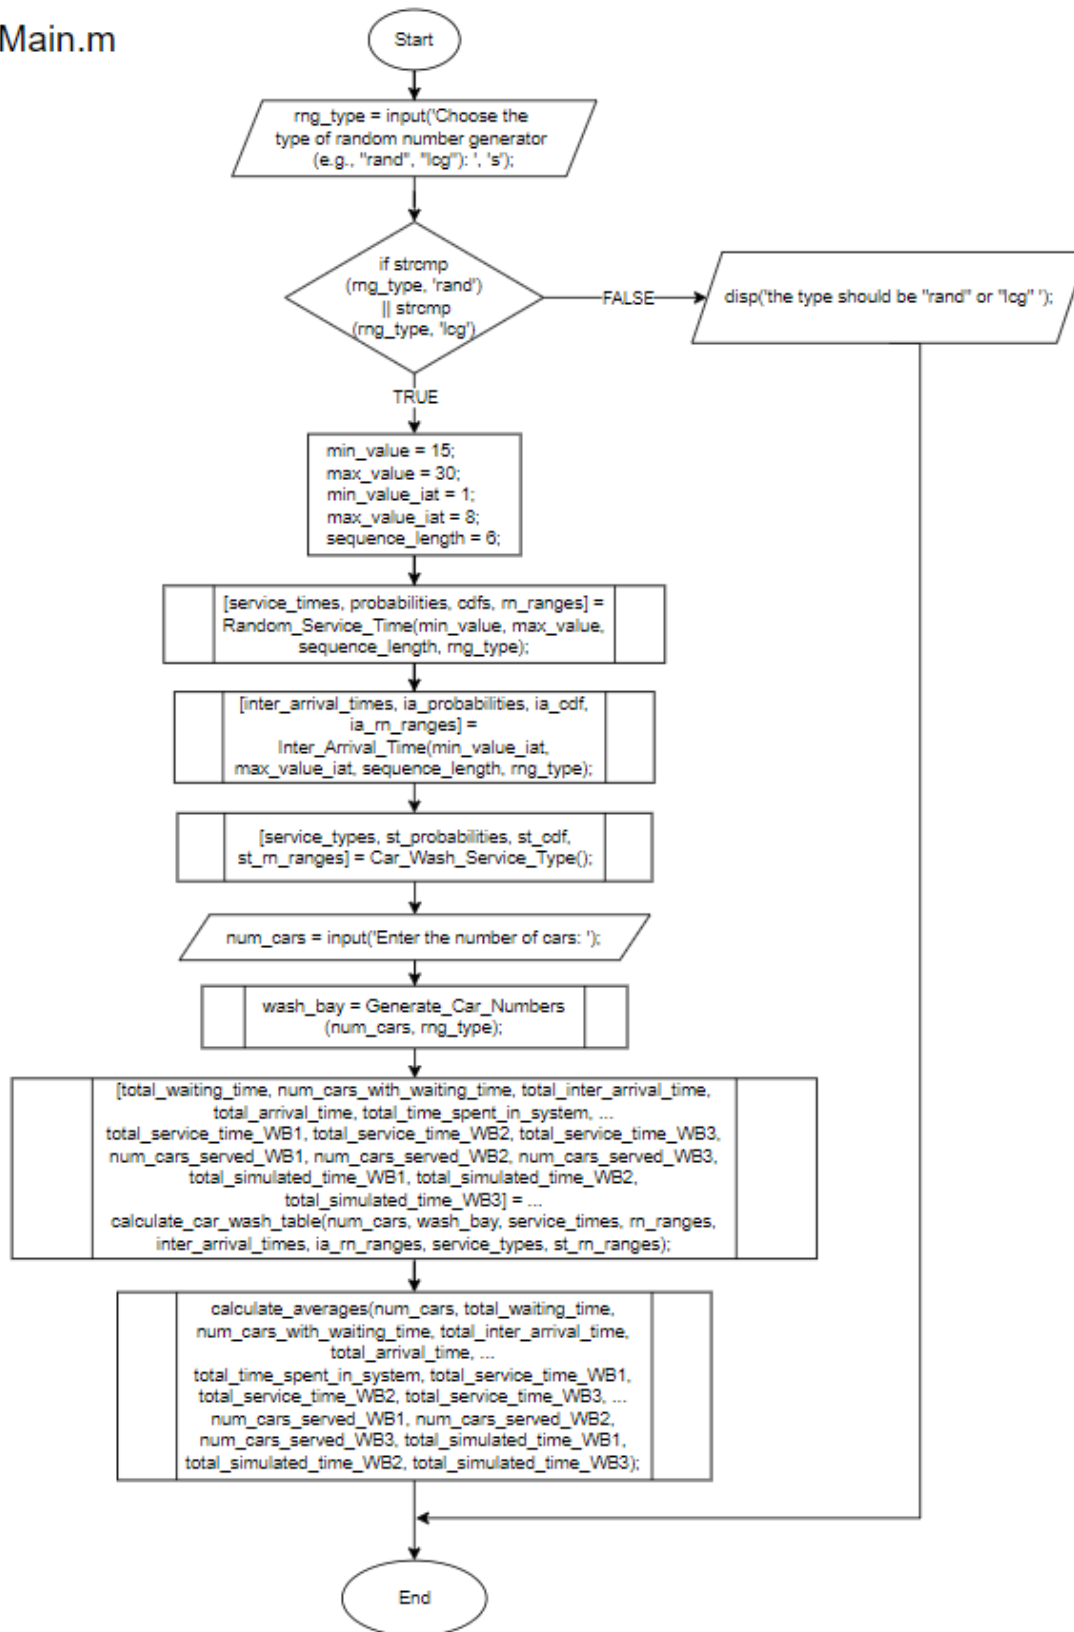 Main.m
Start
rng_type = input('Choose the
type of random number generator
(e.g., "rand", "lcg"): ', 's');
if strcmp
(rng_type, 'rand')
|| strcmp
(rng_type, 'lcg')
FALSE
disp('the type should be "rand" or "lcg" ');
TRUE
min_value = 15;
max_value = 30;
min_value_iat = 1;
max_value_iat = 8;
sequence_length = 6;
[service_times, probabilities, cdfs, rn_ranges] =
Random_Service_Time(min_value, max_value,
sequence_length, rng_type);
[inter_arrival_times, ia_probabilities, ia_cdf,
ia_rn_ranges] =
Inter_Arrival_Time(min_value_iat,
max_value_iat, sequence_length, rng_type);
[service_types, st_probabilities, st_cdf,
st_rn_ranges] = Car_Wash_Service_Type();
num_cars = input('Enter the number of cars: ');
wash_bay = Generate_Car_Numbers
(num_cars, rng_type);
[total_waiting_time, num_cars_with_waiting_time, total_inter_arrival_time,
total_arrival_time, total_time_spent_in_system, ...
total_service_time_WB1, total_service_time_WB2, total_service_time_WB3,
num_cars_served_WB1, num_cars_served_WB2, num_cars_served_WB3,
total_simulated_time_WB1, total_simulated_time_WB2,
total_simulated_time_WB3] = ...
calculate_car_wash_table(num_cars, wash_bay, service_times, rn_ranges,
inter_arrival_times, ia_rn_ranges, service_types, st_rn_ranges);
calculate_averages(num_cars, total_waiting_time,
num_cars_with_waiting_time, total_inter_arrival_time,
total_arrival_time, ...
total_time_spent_in_system, total_service_time_WB1,
total_service_time_WB2, total_service_time_WB3, ...
num_cars_served_WB1, num_cars_served_WB2,
num_cars_served_WB3, total_simulated_time_WB1,
total_simulated_time_WB2, total_simulated_time_WB3);
End